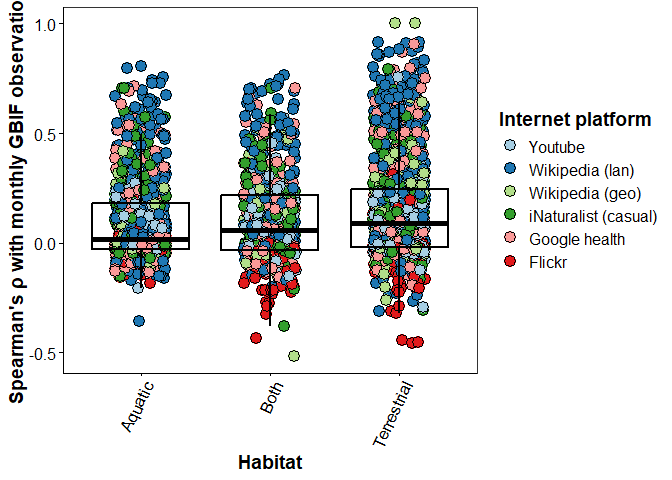 Spearman's ρ with monthly GBIF observatio
1.0
0.5
0.0
-0.5
Aquatic
Both
Terrestrial
Habitat
Internet platform
Youtube
Wikipedia (lan)
Wikipedia (geo)
iNaturalist (casual)
Google health
Flickr